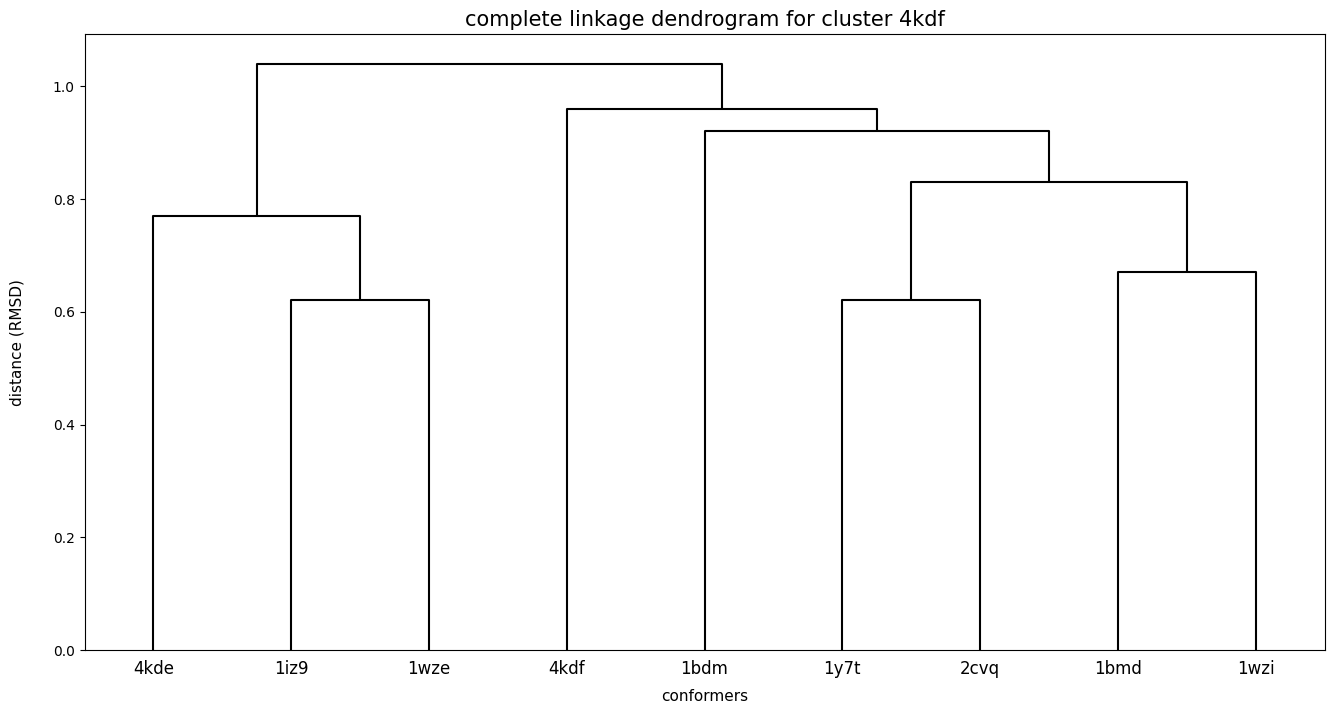 complete linkage dendrogram for cluster 4kdf
1.0
0.8
0.6
0.4
0.2
0.0
distance (RMSD)
4kde 1iz9 1wze 4kdf 1bdm 1y7t 2cvq 1bmd 1wzi
conformers